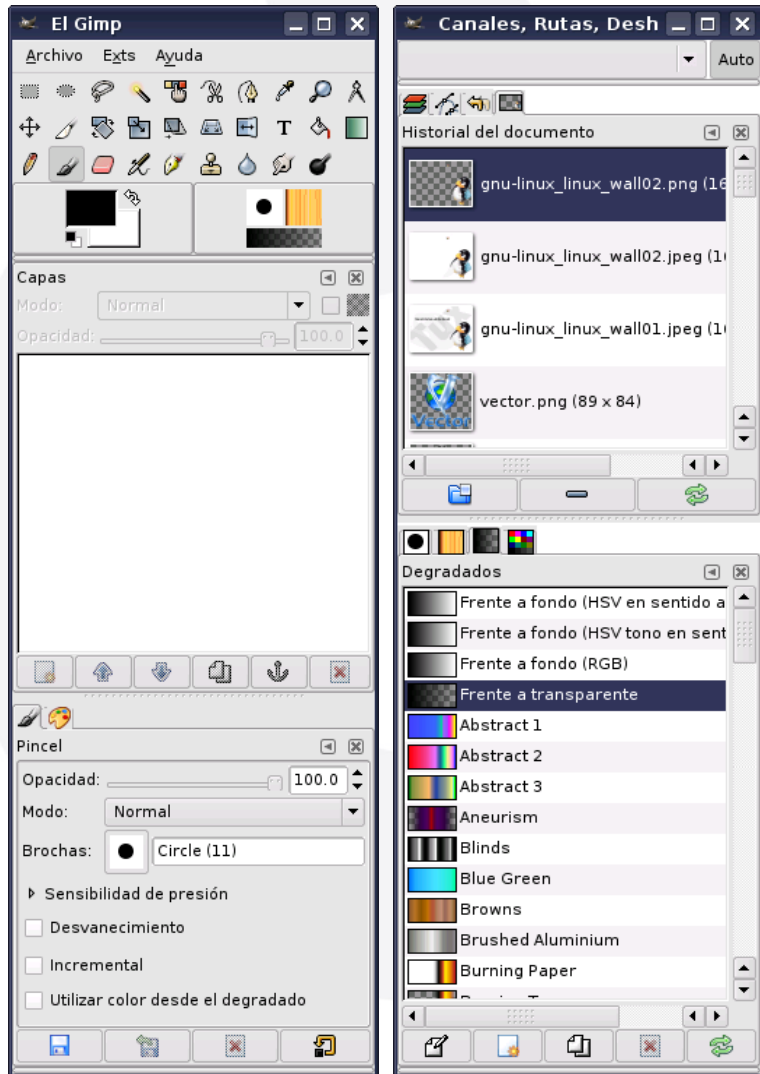 El Gimp
Archivo Exts Ayuda
T
Capas
Modo: Normal
Opacidad: 100.0
Pincel
Opacidad: 100.0
Modo: Normal
Brochas: Circle (11)
Sensibilidad de presión
Desvanecimiento
Incremental
Utilizar color desde el degradado
Canales, Rutas, Desh
Auto
Historial del documento
gnu-linux_linux_wall02.png (16
gnu-linux_linux_wall02.jpeg (1
gnu-linux_linux_wall01.jpeg (1
Tux
vector.png (89 x 84)
Vector
Degradados
Frente a fondo (HSV en sentido a
Frente a fondo (HSV tono en sent
Frente a fondo (RGB)
Frente a transparente
Abstract 1
Abstract 2
Abstract 3
Aneurism
Blinds
Blue Green
Browns
Brushed Aluminium
Burning Paper